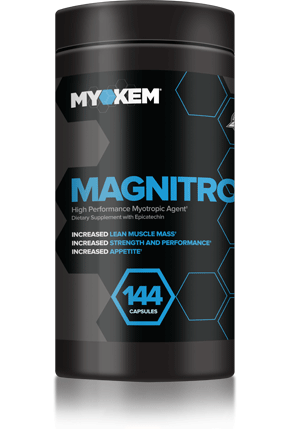 MYOKEM
MAGNITRO
High Performance Myotropic Agent†
Dietary Supplement with Epicatechin
INCREASED LEAN MUSCLE MASS†
INCREASED STRENGTH AND PERFORMANCE†
INCREASED APPETITE†
144
CAPSULES